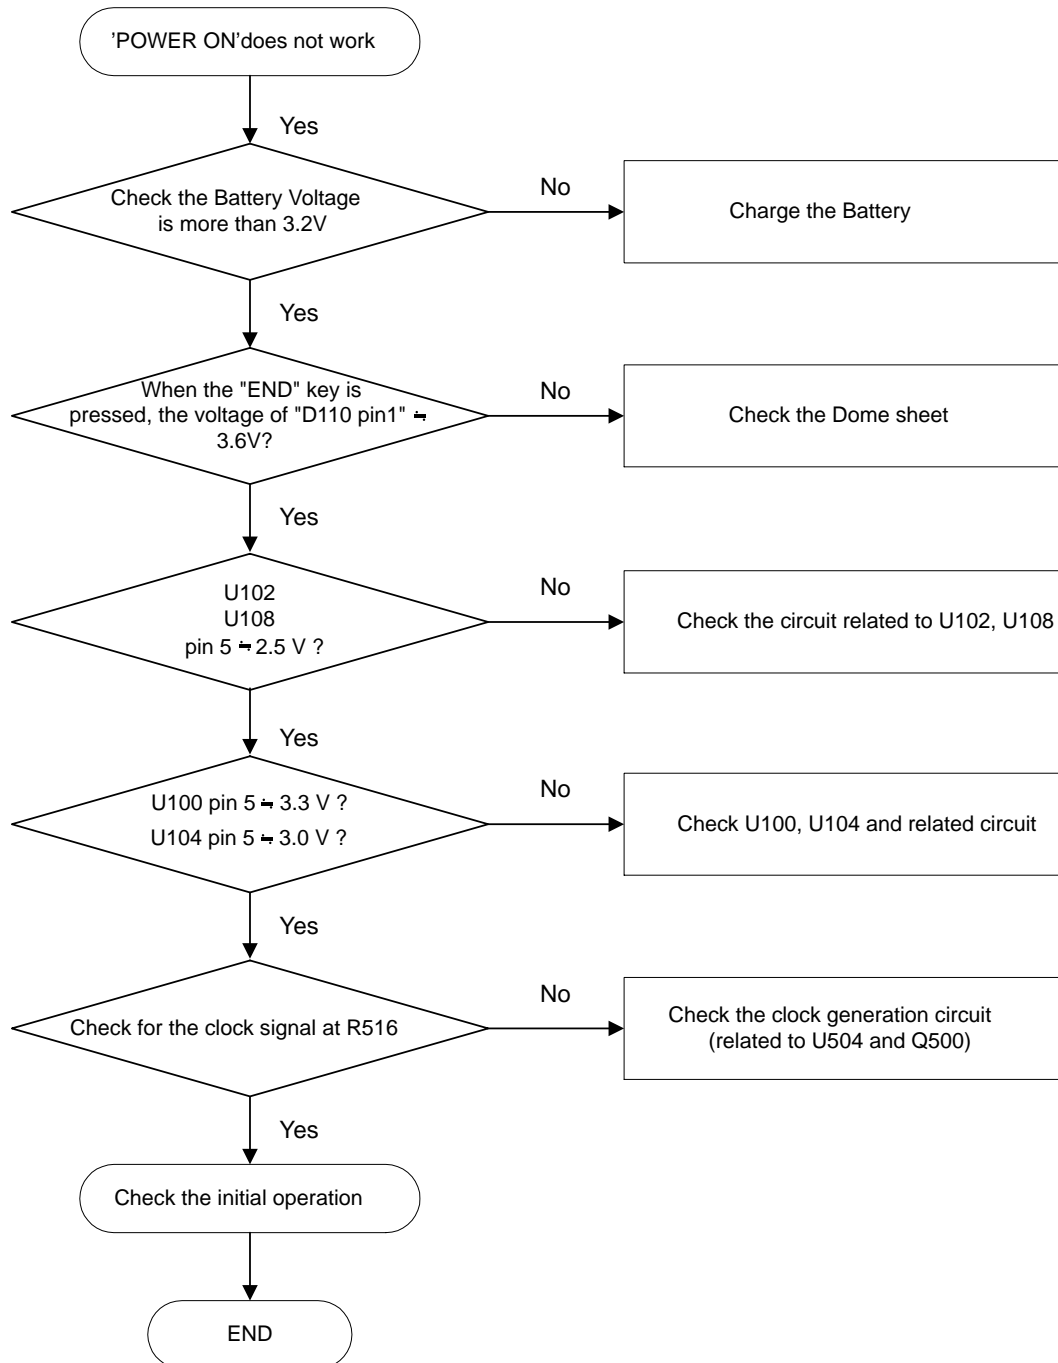 ’POWER ON’does not work
Yes
Check the Battery Voltage
is more than 3.2V
No
Charge the Battery
Yes
When the "END" key is
pressed, the voltage of "D110 pin1" ≒
3.6V?
No
Check the Dome sheet
Yes
U102
U108
pin 5 ≒ 2.5 V ?
No
Check the circuit related to U102, U108
Yes
U100 pin 5 ≒ 3.3 V ?
U104 pin 5 ≒ 3.0 V ?
No
Check U100, U104 and related circuit
Yes
Check for the clock signal at R516
No
Check the clock generation circuit
(related to U504 and Q500)
Yes
Check the initial operation
END